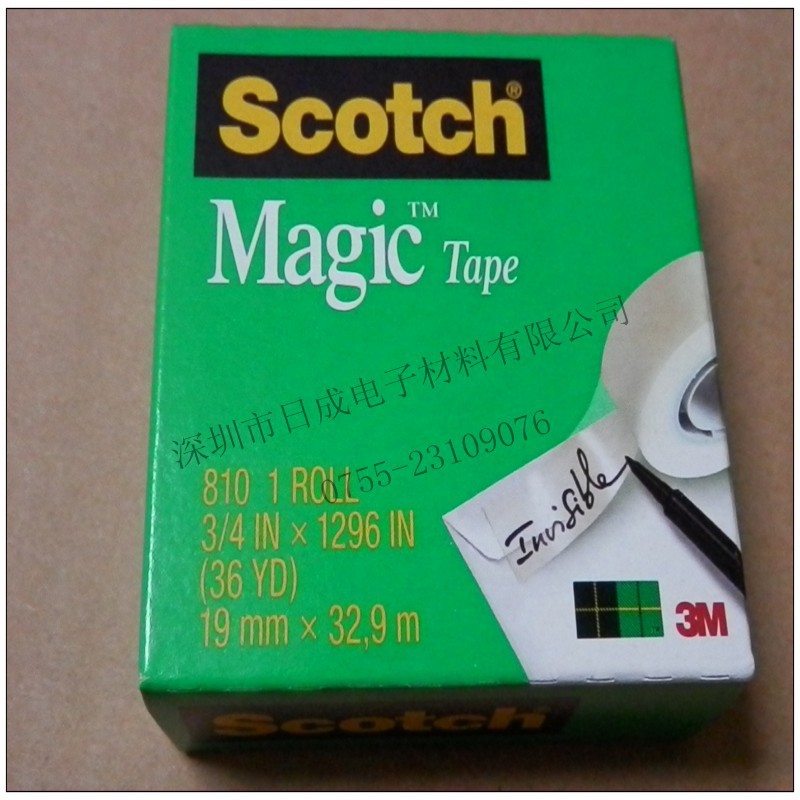 Scotch®
Magic™ Tape
深圳市日成电子材料有限公司
0755-23109076
810 1 ROLL
3/4 IN × 1296 IN
(36 YD)
19 mm × 32,9 m
Invisible
3M
Scotch